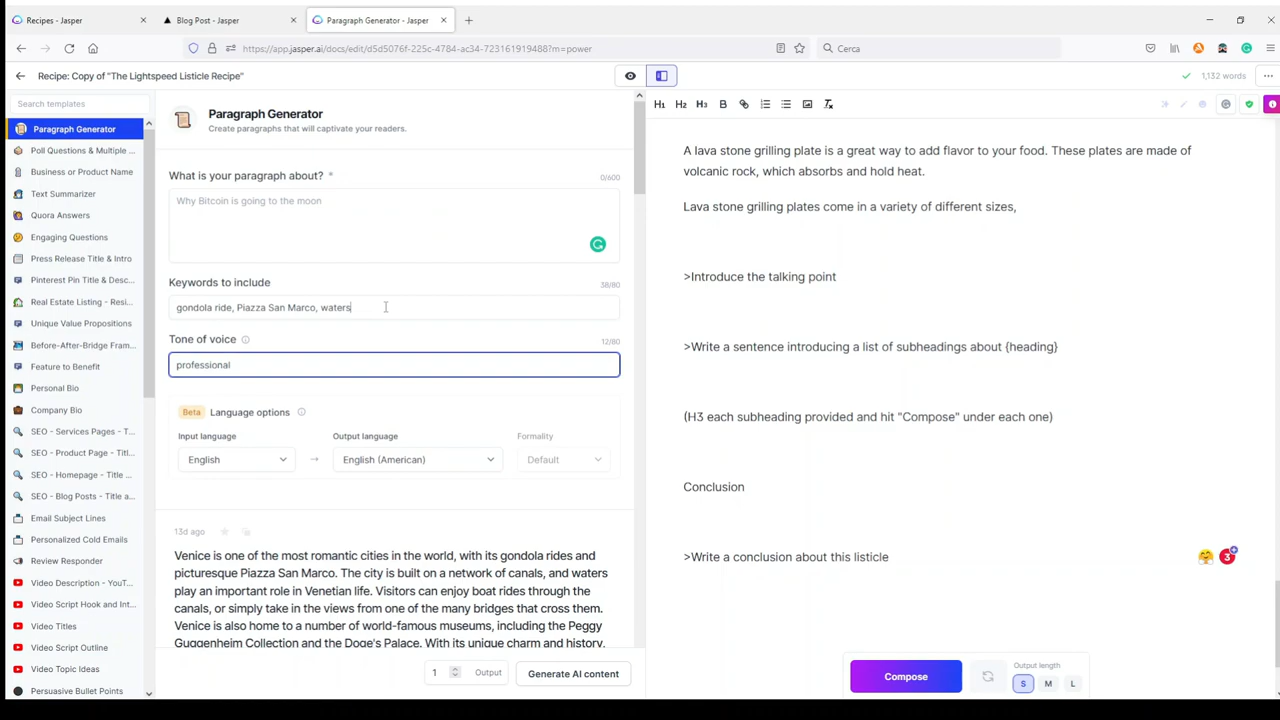 Recipes - Jasper
Blog Post - Jasper
Paragraph Generator - Jasper
https://app.jasper.ai/docs/edit/d5d5076f-225c-4784-ac34-723161919488?m=power
Cerca
Recipe: Copy of "The Lightspeed Listicle Recipe"
1,132 words
Search templates
Paragraph Generator
Poll Questions & Multiple ...
Business or Product Name
Text Summarizer
Quora Answers
Engaging Questions
Press Release Title & Intro
Pinterest Pin Title & Desc...
Real Estate Listing - Resi...
Unique Value Propositions
Before-After-Bridge Fram...
Feature to Benefit
Personal Bio
Company Bio
SEO - Services Pages - T...
SEO - Product Page - Titl...
SEO - Homepage - Title ...
SEO - Blog Posts - Title a...
Email Subject Lines
Personalized Cold Emails
Review Responder
Video Description - YouT...
Video Script Hook and Int...
Video Titles
Video Script Outline
Video Topic Ideas
Persuasive Bullet Points
Paragraph Generator
Create paragraphs that will captivate your readers.
What is your paragraph about? *
0/600
Why Bitcoin is going to the moon
Keywords to include
38/80
gondola ride, Piazza San Marco, waters
Tone of voice
12/80
professional
Beta Language options
Input language
Output language
Formality
English
English (American)
Default
13d ago
Venice is one of the most romantic cities in the world, with its gondola rides and
picturesque Piazza San Marco. The city is built on a network of canals, and waters
play an important role in Venetian life. Visitors can enjoy boat rides through the
canals, or simply take in the views from one of the many bridges that cross them.
Venice is also home to a number of world-famous museums, including the Peggy
Guggenheim Collection and the Doge's Palace. With its unique charm and history,
1 Output
Generate AI content
H1 H2 H3 B
A lava stone grilling plate is a great way to add flavor to your food. These plates are made of
volcanic rock, which absorbs and hold heat.
Lava stone grilling plates come in a variety of different sizes,
>Introduce the talking point
>Write a sentence introducing a list of subheadings about {heading}
(H3 each subheading provided and hit "Compose" under each one)
Conclusion
>Write a conclusion about this listicle
3
Compose
Output length
S M L